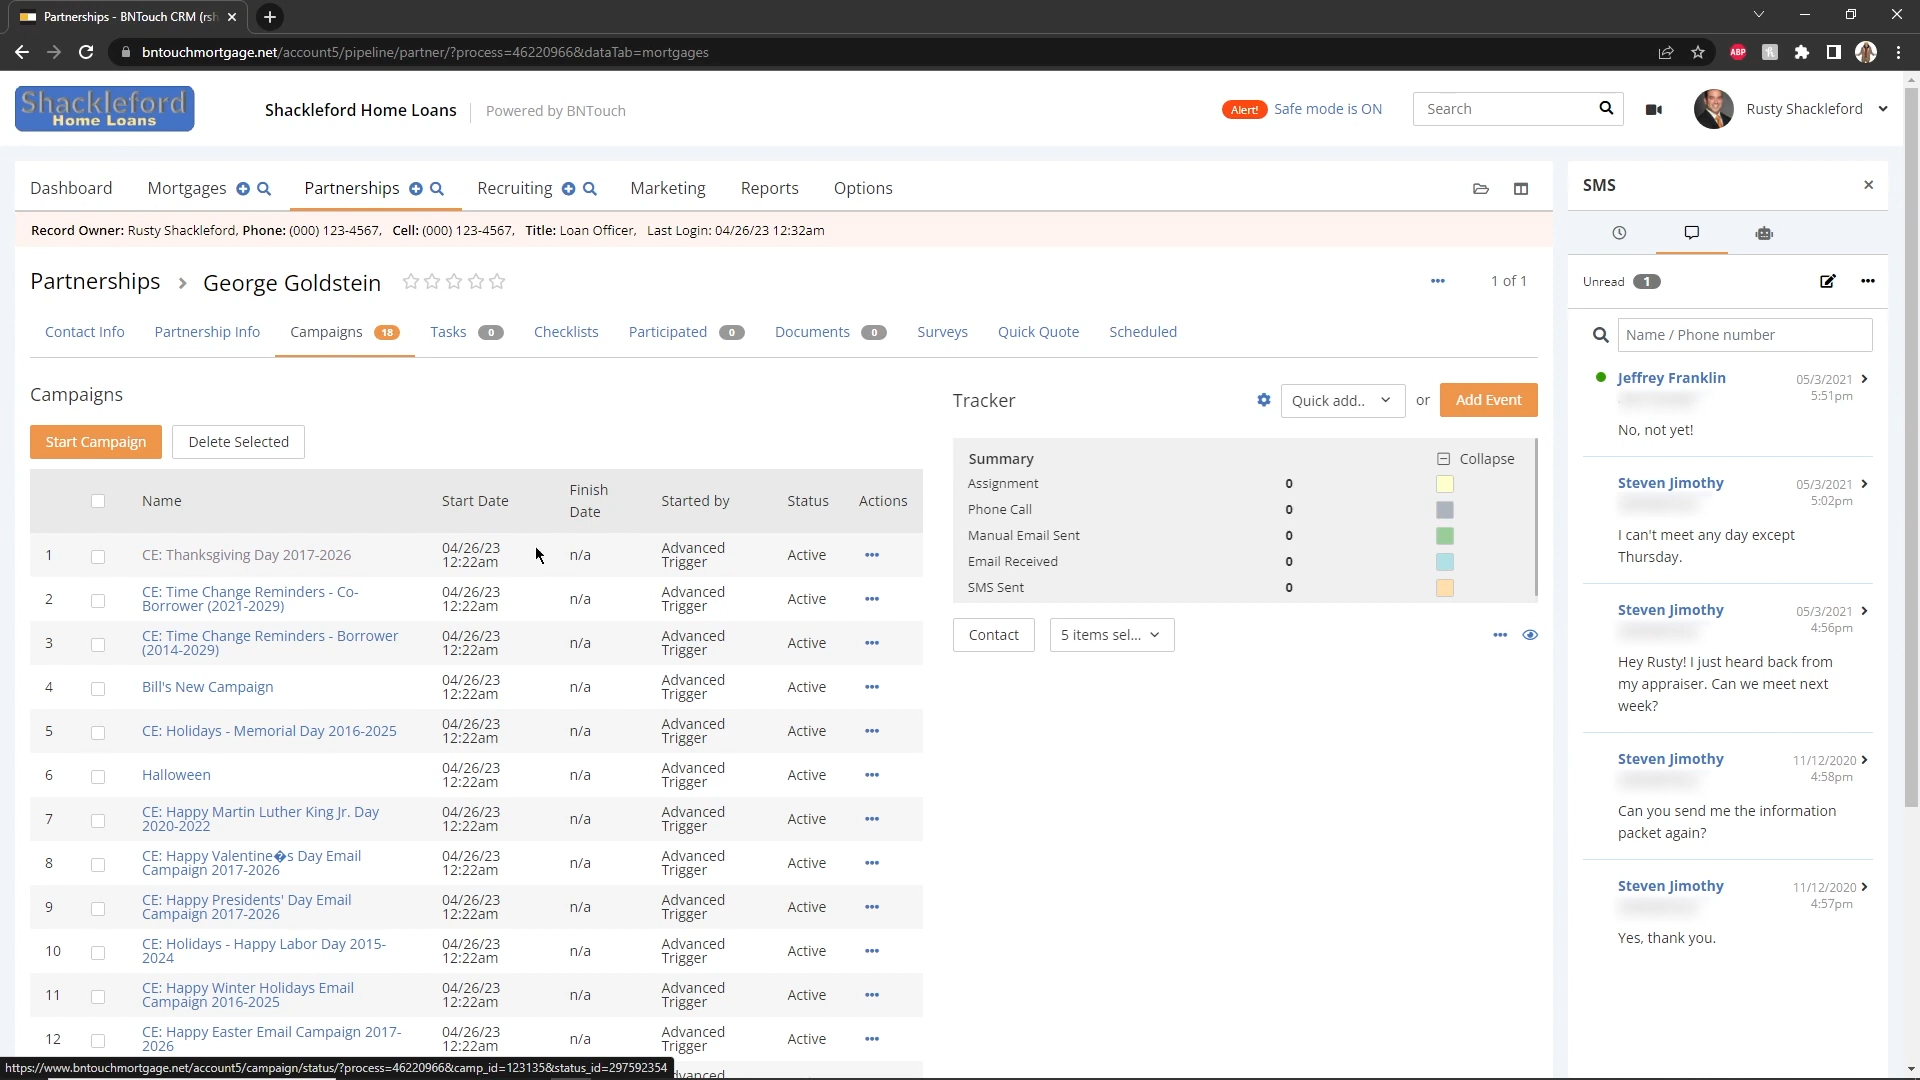 Partnerships - BNTouch CRM (rsh
bntouchmortgage.net/account5/pipeline/partner/?process=46220966&dataTab=mortgages
ABP
Shackleford
Home Loans
Shackleford Home Loans
Powered by BNTouch
Alert! Safe mode is ON
Search
Rusty Shackleford
Dashboard
Mortgages
Partnerships
Recruiting
Marketing
Reports
Options
Record Owner: Rusty Shackleford, Phone: (000) 123-4567, Cell: (000) 123-4567, Title: Loan Officer, Last Login: 04/26/23 12:32am
Partnerships > George Goldstein
1 of 1
Contact Info
Partnership Info
Campaigns 18
Tasks 0
Checklists
Participated 0
Documents 0
Surveys
Quick Quote
Scheduled
Campaigns
Start Campaign
Delete Selected
Name
Start Date
Finish
Date
Started by
Status
Actions
1
CE: Thanksgiving Day 2017-2026
04/26/23
12:22am
n/a
Advanced
Trigger
Active
2
CE: Time Change Reminders - Co-
Borrower (2021-2029)
04/26/23
12:22am
n/a
Advanced
Trigger
Active
3
CE: Time Change Reminders - Borrower
(2014-2029)
04/26/23
12:22am
n/a
Advanced
Trigger
Active
4
Bill's New Campaign
04/26/23
12:22am
n/a
Advanced
Trigger
Active
5
CE: Holidays - Memorial Day 2016-2025
04/26/23
12:22am
n/a
Advanced
Trigger
Active
6
Halloween
04/26/23
12:22am
n/a
Advanced
Trigger
Active
7
CE: Happy Martin Luther King Jr. Day
2020-2022
04/26/23
12:22am
n/a
Advanced
Trigger
Active
8
CE: Happy Valentine�s Day Email
Campaign 2017-2026
04/26/23
12:22am
n/a
Advanced
Trigger
Active
9
CE: Happy Presidents' Day Email
Campaign 2017-2026
04/26/23
12:22am
n/a
Advanced
Trigger
Active
10
CE: Holidays - Happy Labor Day 2015-
2024
04/26/23
12:22am
n/a
Advanced
Trigger
Active
11
CE: Happy Winter Holidays Email
Campaign 2016-2025
04/26/23
12:22am
n/a
Advanced
Trigger
Active
12
CE: Happy Easter Email Campaign 2017-
2026
04/26/23
12:22am
n/a
Advanced
Trigger
Active
https://www.bntouchmortgage.net/account5/campaign/status/?process=46220966&camp_id=123135&status_id=297592354
Tracker
Quick add..
or
Add Event
Summary
Collapse
Assignment 0
Phone Call 0
Manual Email Sent 0
Email Received 0
SMS Sent 0
Contact
5 items sel...
SMS
Unread 1
Name / Phone number
Jeffrey Franklin
05/3/2021
5:51pm
No, not yet!
Steven Jimothy
05/3/2021
5:02pm
I can't meet any day except
Thursday.
Steven Jimothy
05/3/2021
4:56pm
Hey Rusty! I just heard back from
my appraiser. Can we meet next
week?
Steven Jimothy
11/12/2020
4:58pm
Can you send me the information
packet again?
Steven Jimothy
11/12/2020
4:57pm
Yes, thank you.